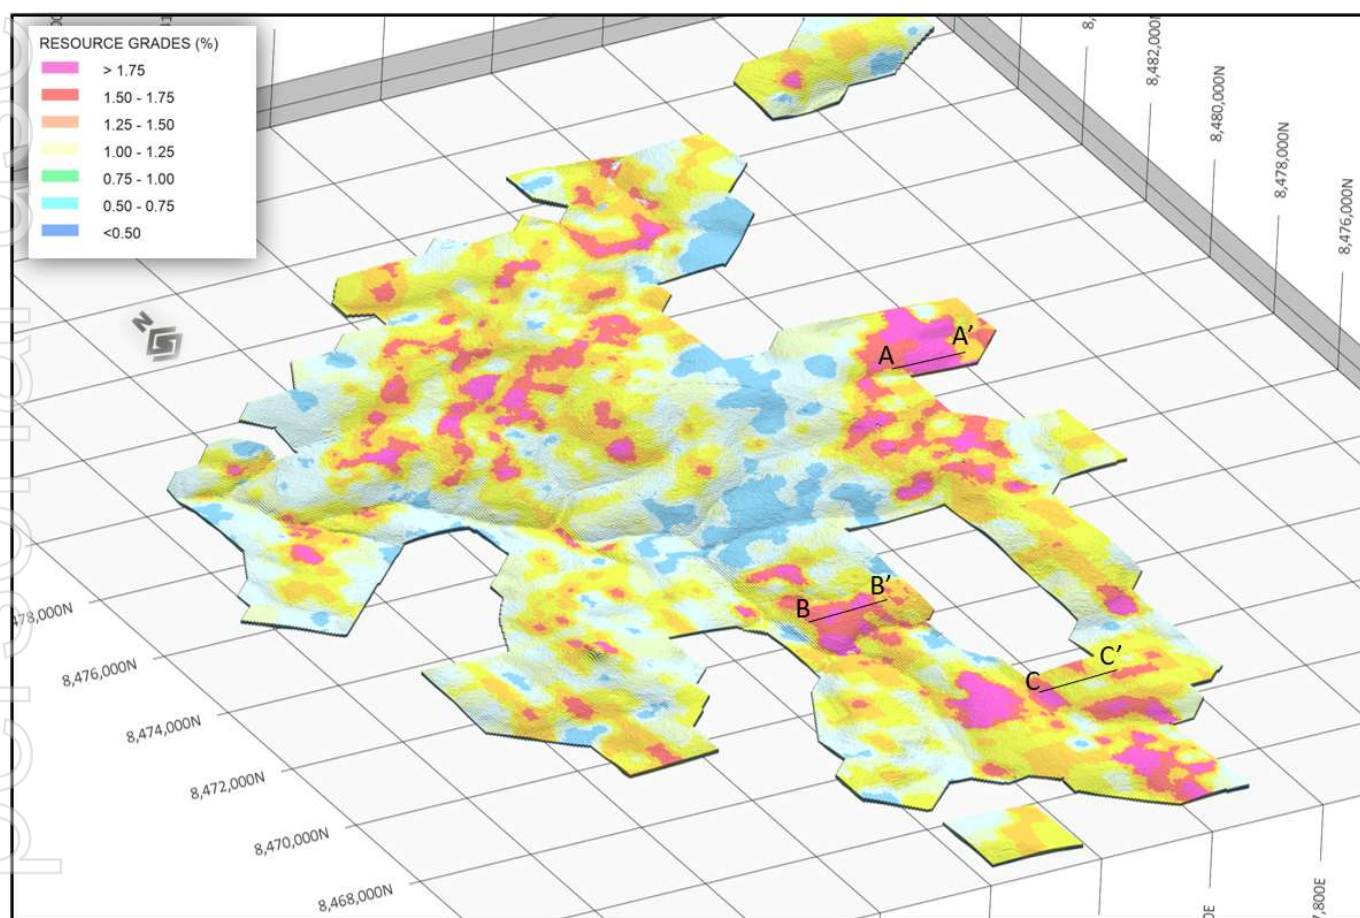 RESOURCE GRADES (%)
> 1.75
1.50 - 1.75
1.25 - 1.50
1.00 - 1.25
0.75 - 1.00
0.50 - 0.75
<0.50
N
8,482,000N
8,480,000N
8,478,000N
8,476,000N
A A'
B B'
C C'
478,000N
8,476,000N
8,474,000N
8,472,000N
8,470,000N
8,468,000N